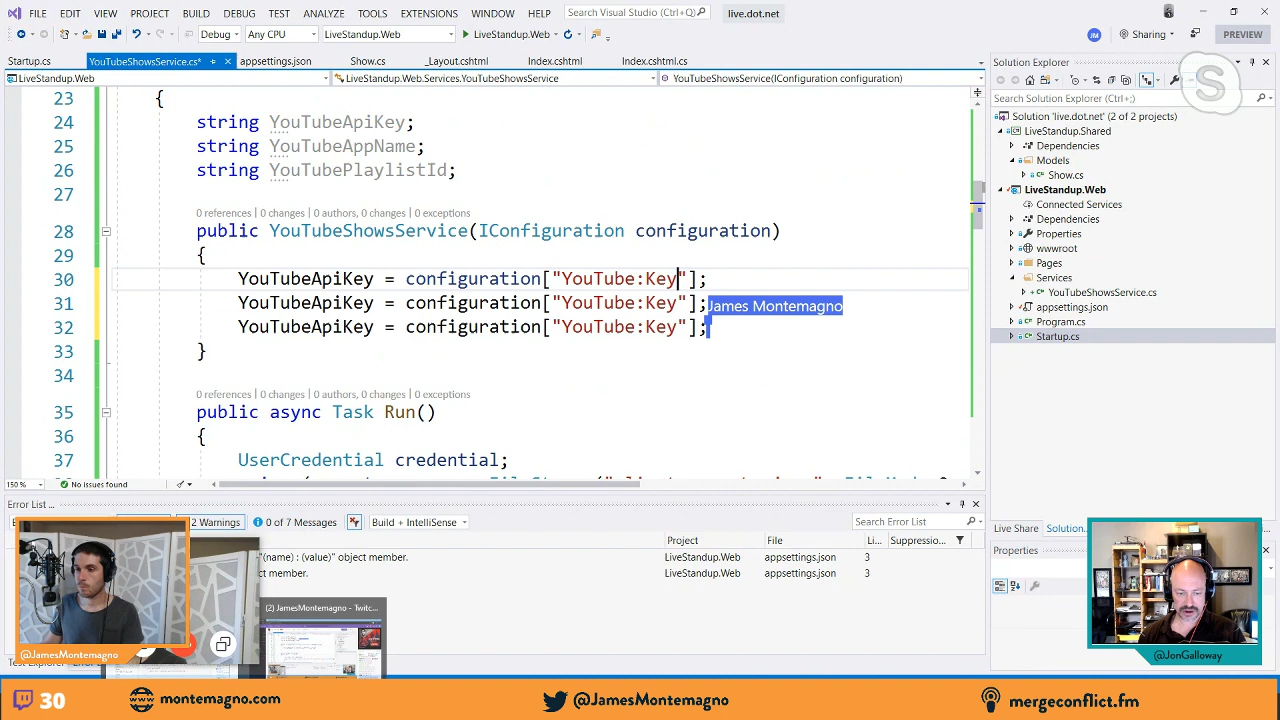 FILE EDIT VIEW PROJECT BUILD DEBUG TEST ANALYZE TOOLS EXTENSIONS WINDOW HELP Search Visual Studio (Ctrl+Q) live.dot.net
Debug Any CPU LiveStandup.Web LiveStandup.Web Sharing PREVIEW
JM
Startup.cs YouTubeShowsService.cs* appsettings.json Show.cs _Layout.cshtml Index.cshtml Index.cshtml.cs
LiveStandup.Web LiveStandup.Web.Services.YouTubeShowsService YouTubeShowsService(IConfiguration configuration)
23 {
24 string YouTubeApiKey;
25 string YouTubeAppName;
26 string YouTubePlaylistId;
27
0 references | 0 changes | 0 authors, 0 changes | 0 exceptions
28 public YouTubeShowsService(IConfiguration configuration)
29 {
30 YouTubeApiKey = configuration["YouTube:Key"];
31 YouTubeApiKey = configuration["YouTube:Key"];
James Montemagno
32 YouTubeApiKey = configuration["YouTube:Key"];
33 }
34
0 references | 0 changes | 0 authors, 0 changes | 0 exceptions
35 public async Task Run()
36 {
37 UserCredential credential;
150 % No issues found
Solution Explorer
Search Solution Explorer (Ctrl+;)
Solution 'live.dot.net' (2 of 2 projects)
LiveStandup.Shared
Dependencies
Models
Show.cs
LiveStandup.Web
Connected Services
Dependencies
Properties
wwwroot
Pages
Services
YouTubeShowsService.cs
appsettings.json
Program.cs
Startup.cs
Live Share Solution...
Properties
Error List ...
2 Warnings 0 of 7 Messages Build + IntelliSense Search Error List
Project File Li... Suppressio...
"(name) : (value)" object member. LiveStandup.Web appsettings.json 3
ct member. LiveStandup.Web appsettings.json 3
(2) JamesMontemagno - Twitc...
@JamesMontemagno
@JonGalloway
30 montemagno.com @JamesMontemagno mergeconflict.fm